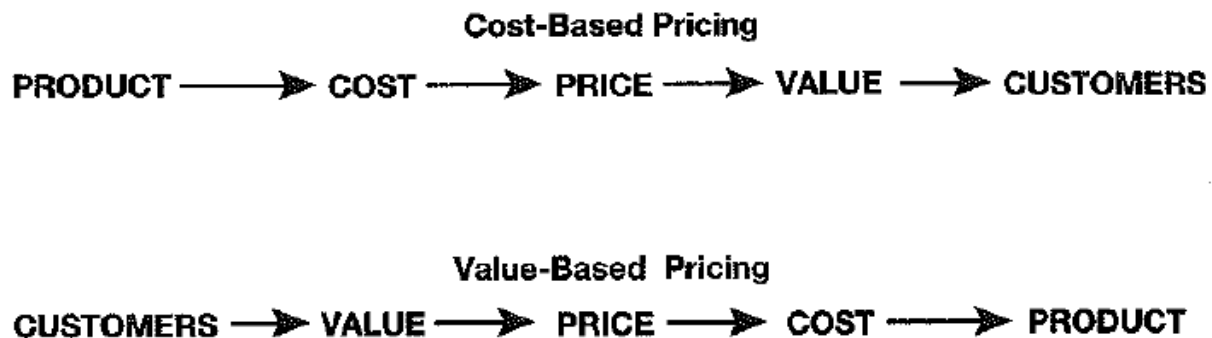 Cost-Based Pricing
PRODUCT COST PRICE VALUE CUSTOMERS
Value-Based Pricing
CUSTOMERS VALUE PRICE COST PRODUCT